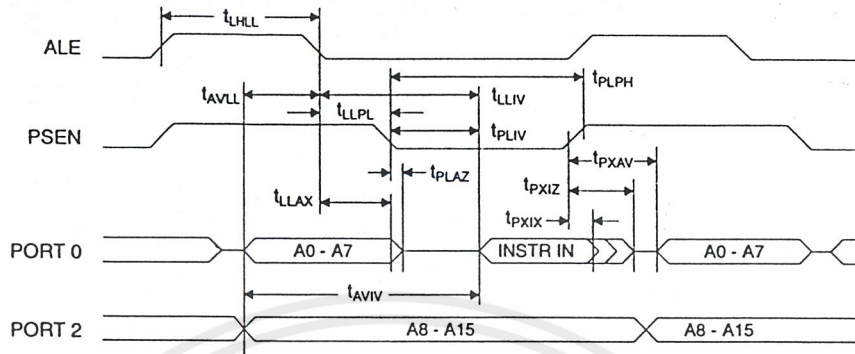 tLHLL
ALE
tAVLL
tLLIV
tPLPH
tLLPL
PSEN
tPLIV
tPXAV
tPLAZ
tLLAX
tPXIZ
tPXIX
PORT 0
A0 - A7
INSTR IN
A0 - A7
tAVIV
PORT 2
A8 - A15
A8 - A15